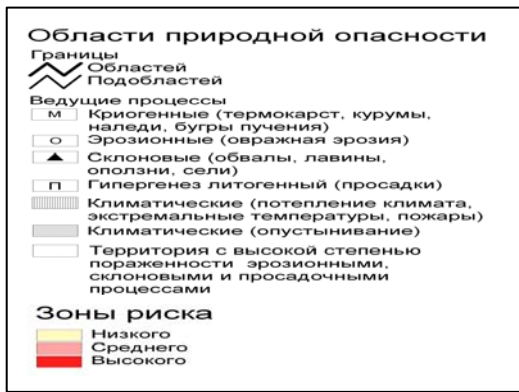 Области природной опасности
Границы
Областей
Подобластей
Ведущие процессы
м Криогенные (термокарст, курумы,
наледи, бугры пучения)
о Эрозионные (овражная эрозия)
Склоновые (обвалы, лавины,
оползни, сели)
п Гипергенез литогенный (просадки)
Климатические (потепление климата,
экстремальные температуры, пожары)
Климатические (опустынивание)
Территория с высокой степенью
пораженности эрозионными,
склоновыми и просадочными
процессами
Зоны риска
Низкого
Среднего
Высокого